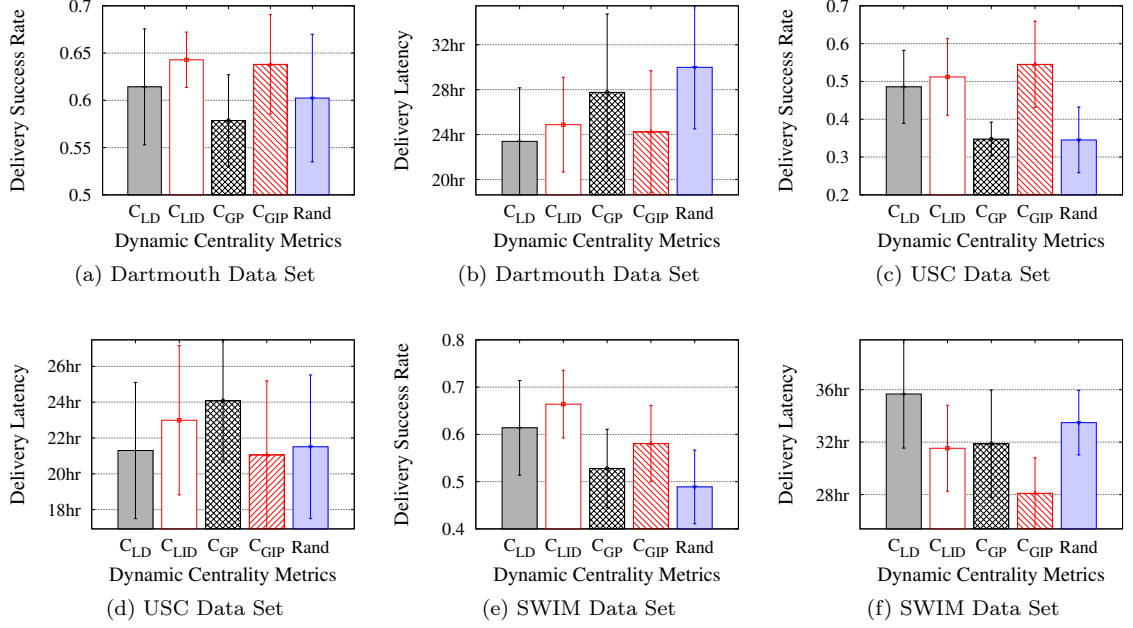 Delivery Success Rate
0.7
0.65
0.6
0.55
0.5
C_LD C_LID C_GP C_GIP Rand
Dynamic Centrality Metrics
(a) Dartmouth Data Set
Delivery Latency
32hr
28hr
24hr
20hr
C_LD C_LID C_GP C_GIP Rand
Dynamic Centrality Metrics
(b) Dartmouth Data Set
Delivery Success Rate
0.7
0.6
0.5
0.4
0.3
0.2
C_LD C_LID C_GP C_GIP Rand
Dynamic Centrality Metrics
(c) USC Data Set
Delivery Latency
26hr
24hr
22hr
20hr
18hr
C_LD C_LID C_GP C_GIP Rand
Dynamic Centrality Metrics
(d) USC Data Set
Delivery Success Rate
0.8
0.7
0.6
0.5
0.4
C_LD C_LID C_GP C_GIP Rand
Dynamic Centrality Metrics
(e) SWIM Data Set
Delivery Latency
36hr
32hr
28hr
C_LD C_LID C_GP C_GIP Rand
Dynamic Centrality Metrics
(f) SWIM Data Set